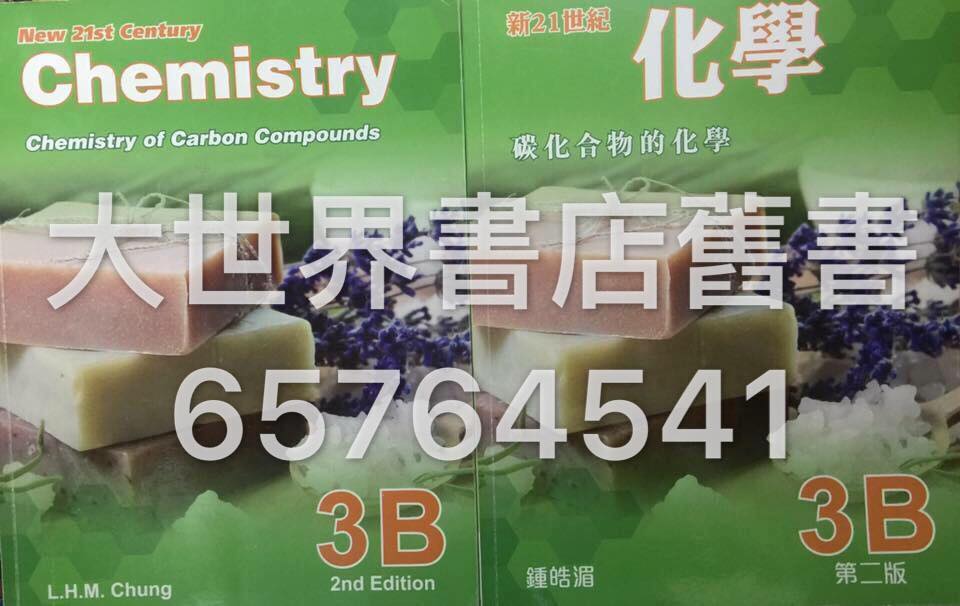 New 21st Century
Chemistry
Chemistry of Carbon Compounds
3B
2nd Edition
L.H.M. Chung
新21世紀
化學
碳化合物的化學
3B
第二版
鍾皓湄
大世界書店舊書
65764541